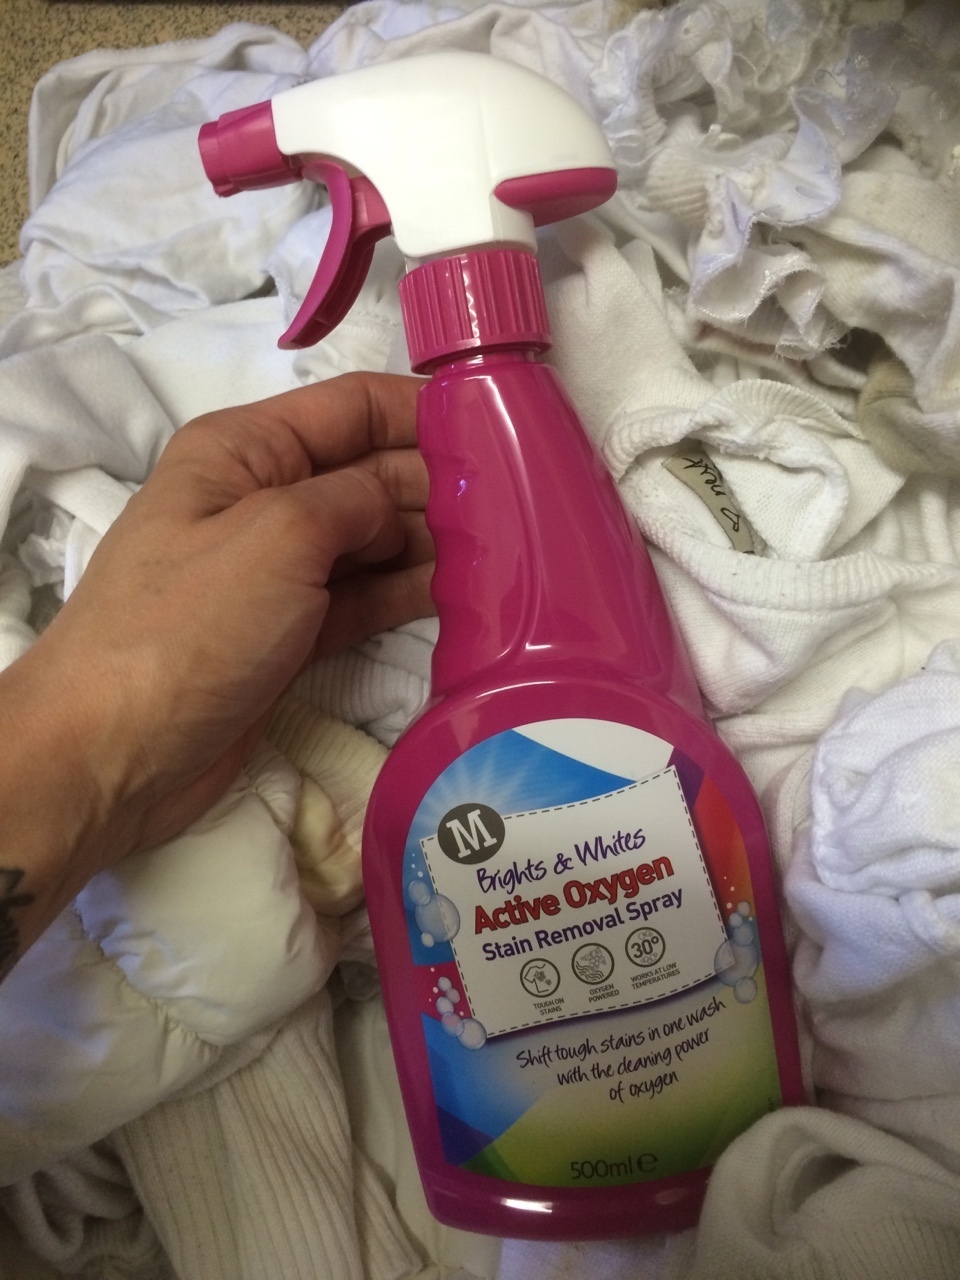 next
M
Brights & Whites
Active Oxygen
Stain Removal Spray
30°
TOUGH ON
STAINS
OXYGEN
POWERED
WORKS AT LOW
TEMPERATURES
Shift tough stains in one wash
with the cleaning power
of oxygen
500ml e